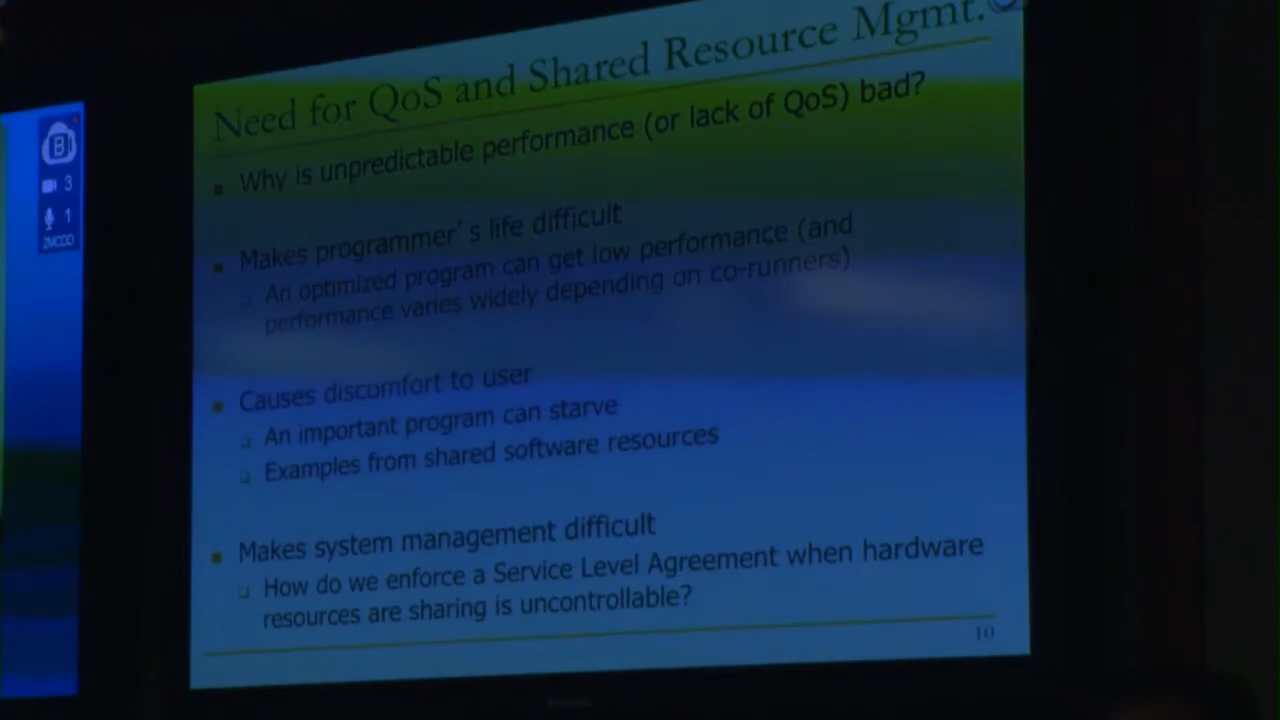 Need for QoS and Shared Resource Mgmt.
Why is unpredictable performance (or lack of QoS) bad?
Makes programmer's life difficult
An optimized program can get low performance (and
performance varies widely depending on co-runners)
Causes discomfort to user
An important program can starve
Examples from shared software resources
Makes system management difficult
How do we enforce a Service Level Agreement when hardware
resources are sharing is uncontrollable?
10
B
3
1